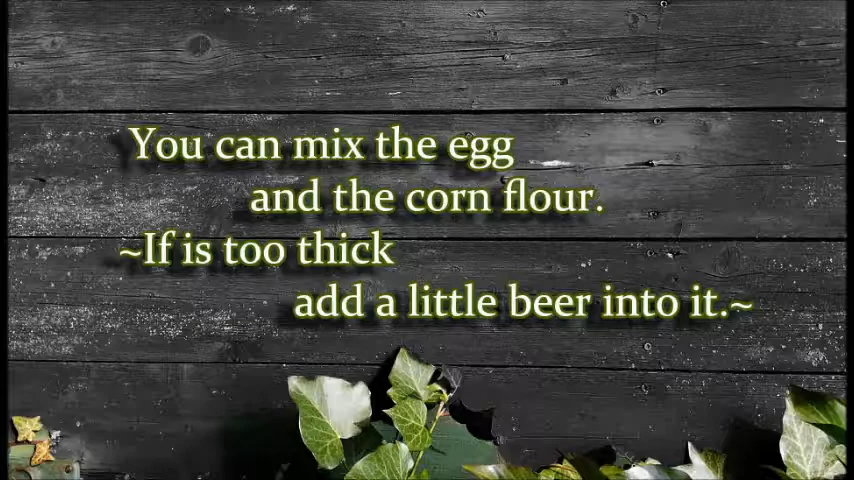 You can mix the egg
and the corn flour.
~If is too thick
add a little beer into it.~